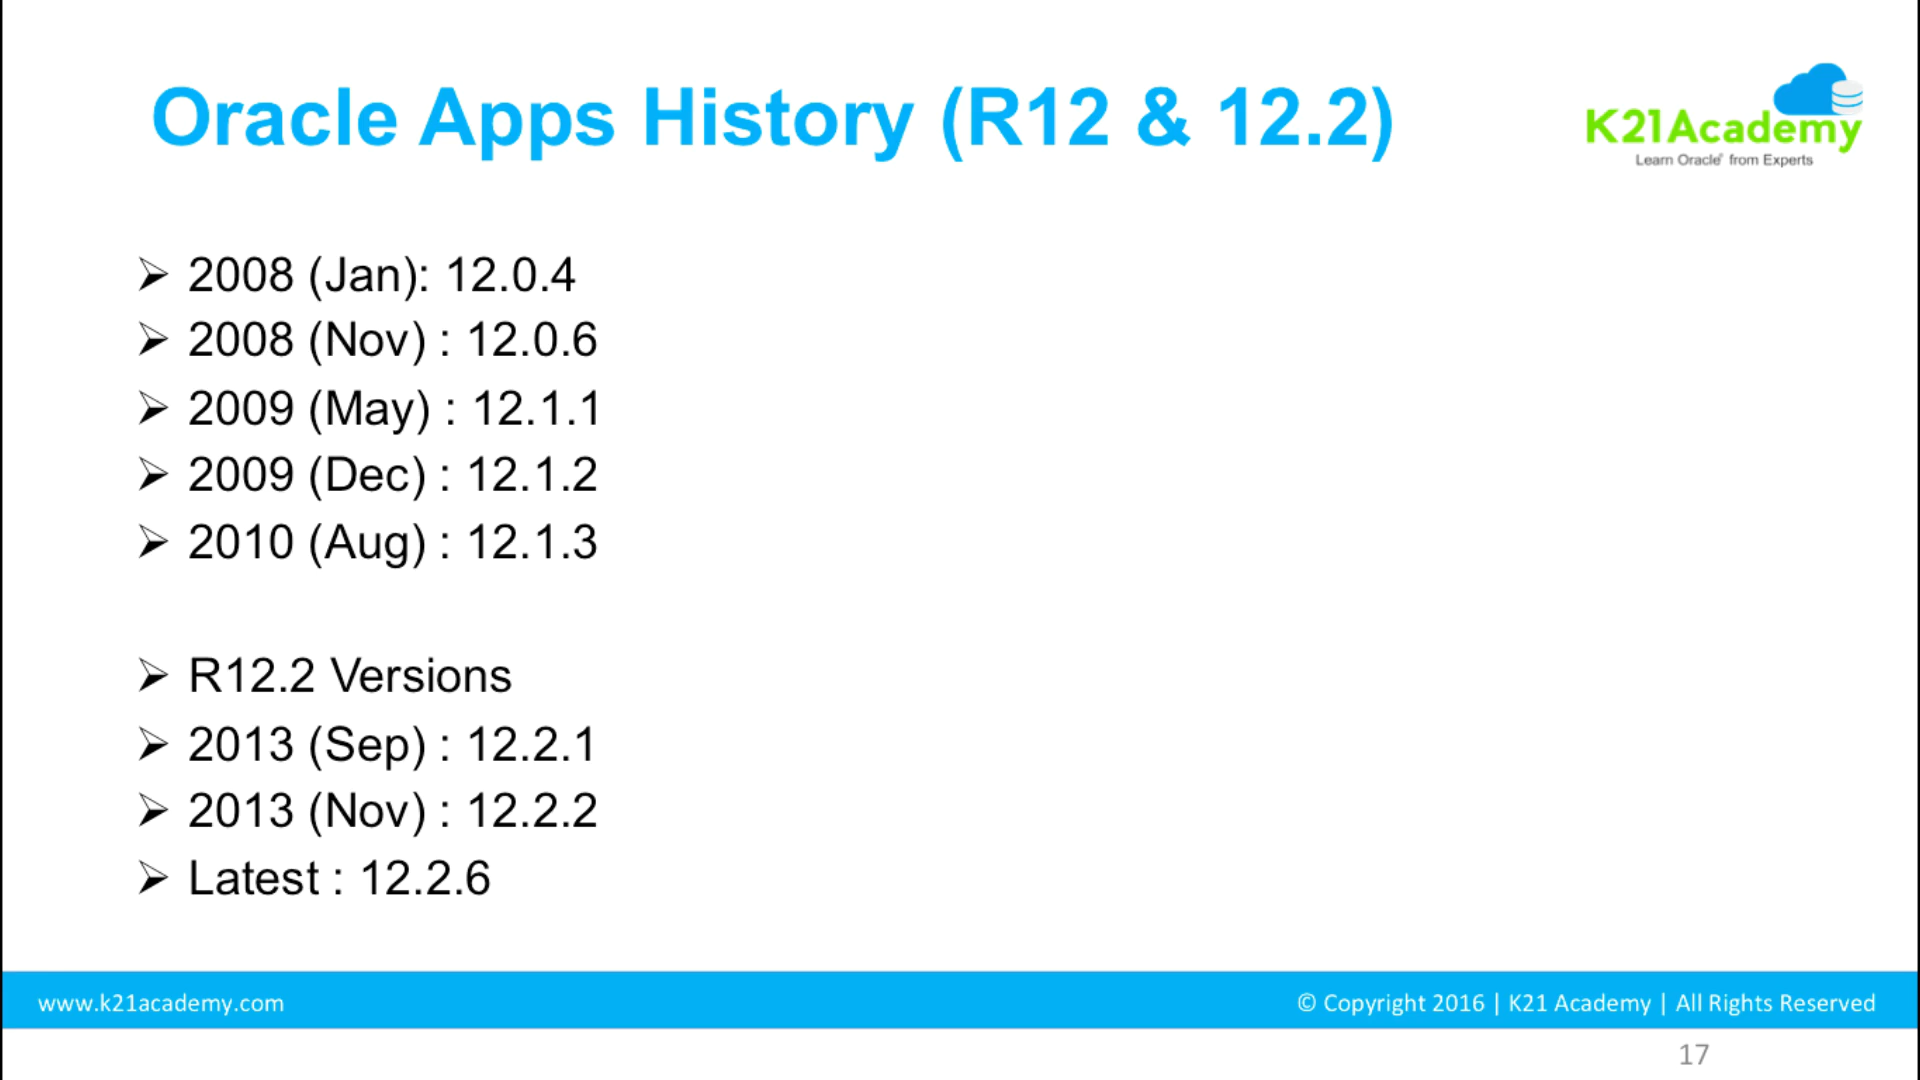 Oracle Apps History (R12 & 12.2)
K21Academy
Learn Oracle® from Experts
➢ 2008 (Jan): 12.0.4
➢ 2008 (Nov) : 12.0.6
➢ 2009 (May) : 12.1.1
➢ 2009 (Dec) : 12.1.2
➢ 2010 (Aug) : 12.1.3
➢ R12.2 Versions
➢ 2013 (Sep) : 12.2.1
➢ 2013 (Nov) : 12.2.2
➢ Latest : 12.2.6
www.k21academy.com
© Copyright 2016 | K21 Academy | All Rights Reserved
17